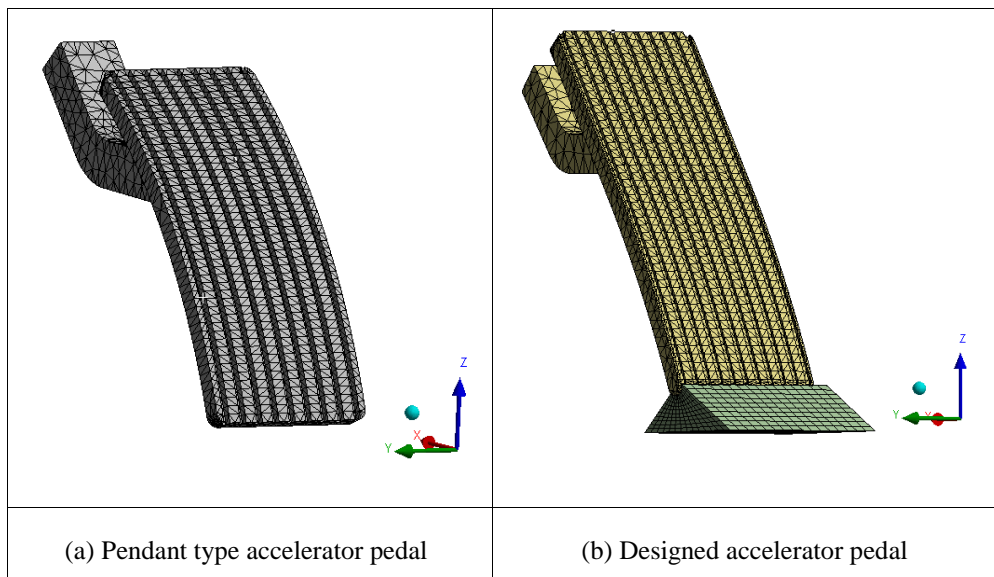 Z
X
Y
Z
Y
X
(a) Pendant type accelerator pedal
(b) Designed accelerator pedal